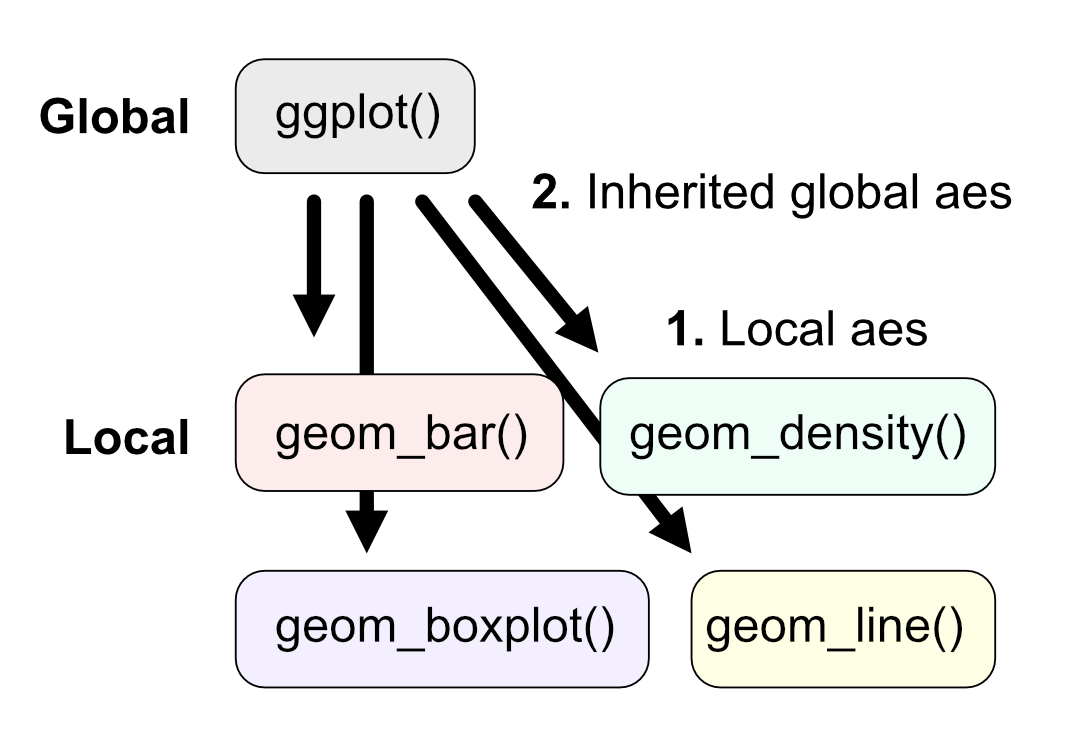 Global
ggplot()
2. Inherited global aes
1. Local aes
Local
geom_bar()
geom_density()
geom_boxplot()
geom_line()